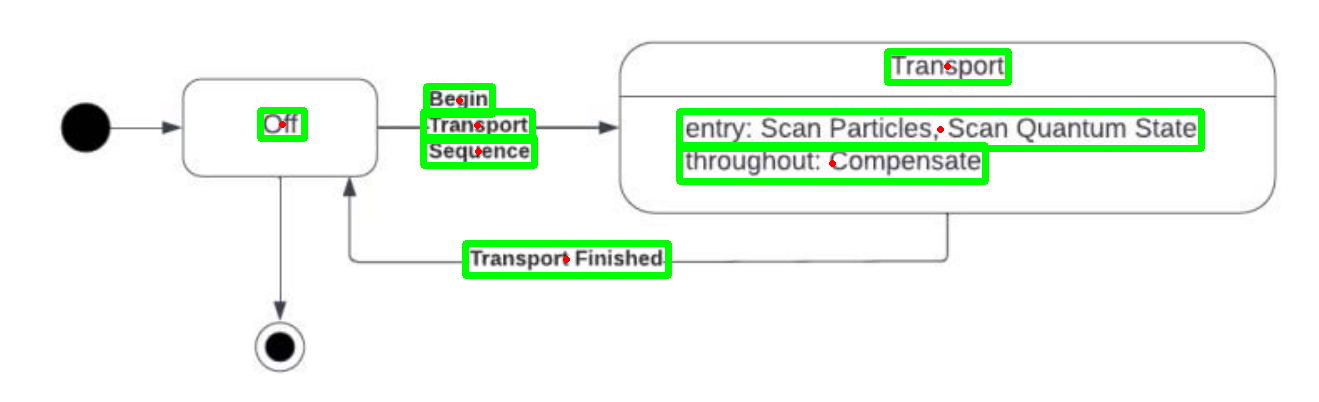 Off
Begin
Transport
Sequence
Transport
entry: Scan Particles, Scan Quantum State
throughout: Compensate
Transport Finished